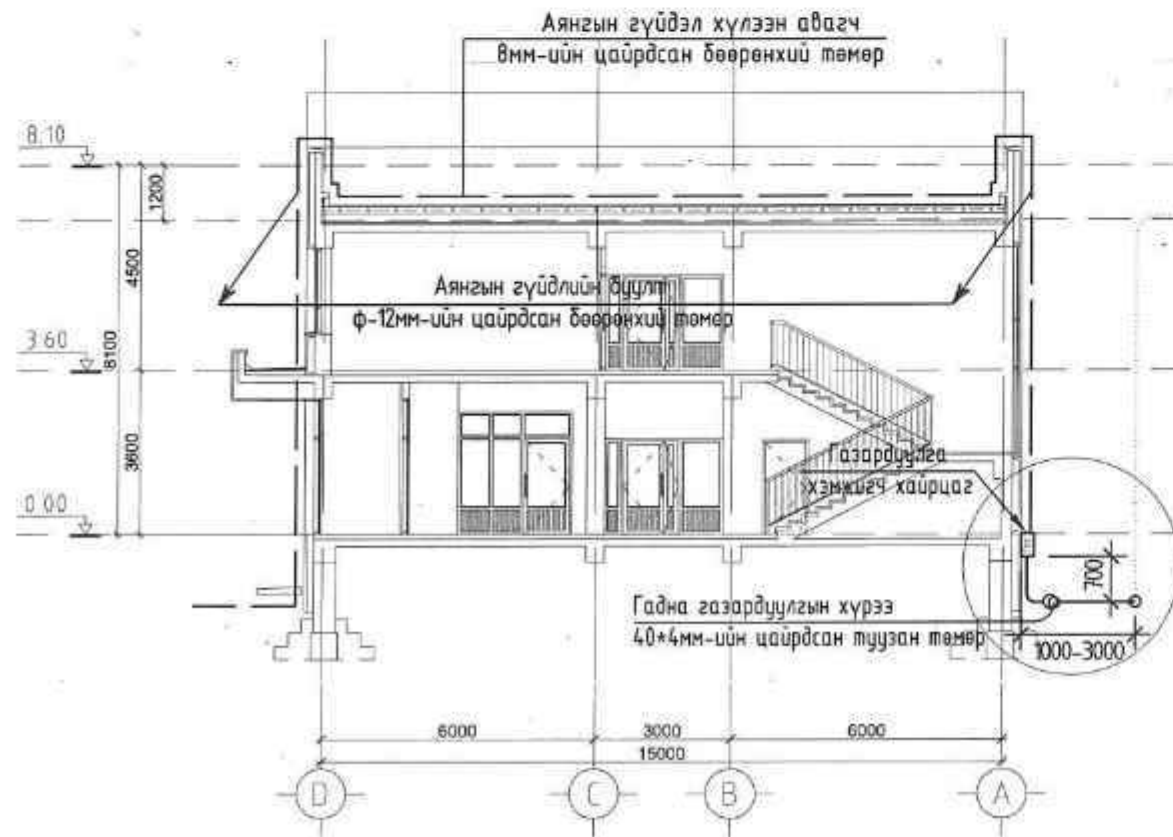 Аянгын гүйдэл хүлээн авагч
8мм-ийн цайрдсан бөөрөнхий төмөр
8.10
1200
4500
Аянгын гүйдлийн буулт
ф-12мм-ийн цайрдсан бөөрөнхий төмөр
3.60
8100
3600
Газардуулга
хэмжигч хайрцаг
0.00
700
Гадна газардуулгын хүрээ
40*4мм-ийн цайрдсан туузан төмөр
1000-3000
6000
3000
6000
15000
D
C
B
A